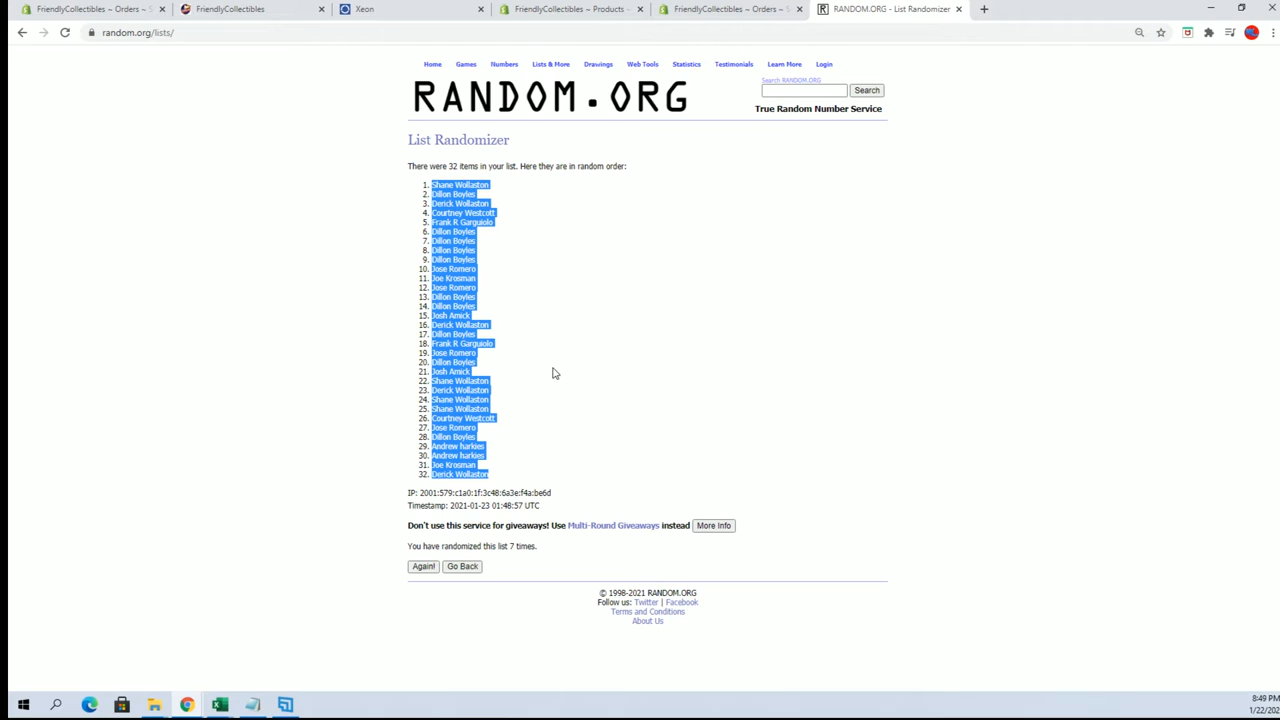 FriendlyCollectibles ~ Orders ~ S
FriendlyCollectibles
Xeon
FriendlyCollectibles ~ Products ~
FriendlyCollectibles ~ Orders ~ S
RANDOM.ORG - List Randomizer
random.org/lists/
Home Games Numbers Lists & More Drawings Web Tools Statistics Testimonials Learn More Login
RANDOM.ORG
Search RANDOM.ORG
Search
True Random Number Service
List Randomizer
There were 32 items in your list. Here they are in random order:
1. Shane Wollaston
2. Dillon Boyles
3. Derick Wollaston
4. Courtney Westcott
5. Frank R Garguiolo
6. Dillon Boyles
7. Dillon Boyles
8. Dillon Boyles
9. Dillon Boyles
10. Jose Romero
11. Joe Krosman
12. Jose Romero
13. Dillon Boyles
14. Dillon Boyles
15. Josh Amick
16. Derick Wollaston
17. Dillon Boyles
18. Frank R Garguiolo
19. Jose Romero
20. Dillon Boyles
21. Josh Amick
22. Shane Wollaston
23. Derick Wollaston
24. Shane Wollaston
25. Shane Wollaston
26. Courtney Westcott
27. Jose Romero
28. Dillon Boyles
29. Andrew harkies
30. Andrew harkies
31. Joe Krosman
32. Derick Wollaston
IP: 2001:579:c1a0:1f:3c48:6a3e:f4a:be6d
Timestamp: 2021-01-23 01:48:57 UTC
Don't use this service for giveaways! Use Multi-Round Giveaways instead More Info
You have randomized this list 7 times.
Again! Go Back
© 1998-2021 RANDOM.ORG
Follow us: Twitter | Facebook
Terms and Conditions
About Us
8:49 PM
1/22/202